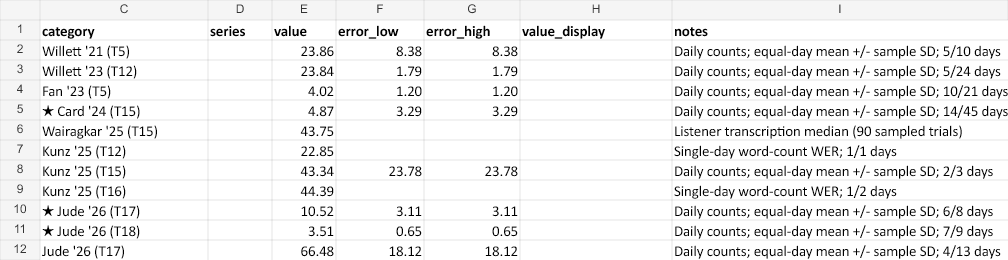 C D E F G H I
1 category series value error_low error_high value_display notes
2 Willett '21 (T5) 23.86 8.38 8.38 Daily counts; equal-day mean +/- sample SD; 5/10 days
3 Willett '23 (T12) 23.84 1.79 1.79 Daily counts; equal-day mean +/- sample SD; 5/24 days
4 Fan '23 (T5) 4.02 1.20 1.20 Daily counts; equal-day mean +/- sample SD; 10/21 days
5 ★ Card '24 (T15) 4.87 3.29 3.29 Daily counts; equal-day mean +/- sample SD; 14/45 days
6 Wairagkar '25 (T15) 43.75 Listener transcription median (90 sampled trials)
7 Kunz '25 (T12) 22.85 Single-day word-count WER; 1/1 days
8 Kunz '25 (T15) 43.34 23.78 23.78 Daily counts; equal-day mean +/- sample SD; 2/3 days
9 Kunz '25 (T16) 44.39 Single-day word-count WER; 1/2 days
10 ★ Jude '26 (T17) 10.52 3.11 3.11 Daily counts; equal-day mean +/- sample SD; 6/8 days
11 ★ Jude '26 (T18) 3.51 0.65 0.65 Daily counts; equal-day mean +/- sample SD; 7/9 days
12 Jude '26 (T17) 66.48 18.12 18.12 Daily counts; equal-day mean +/- sample SD; 4/13 days